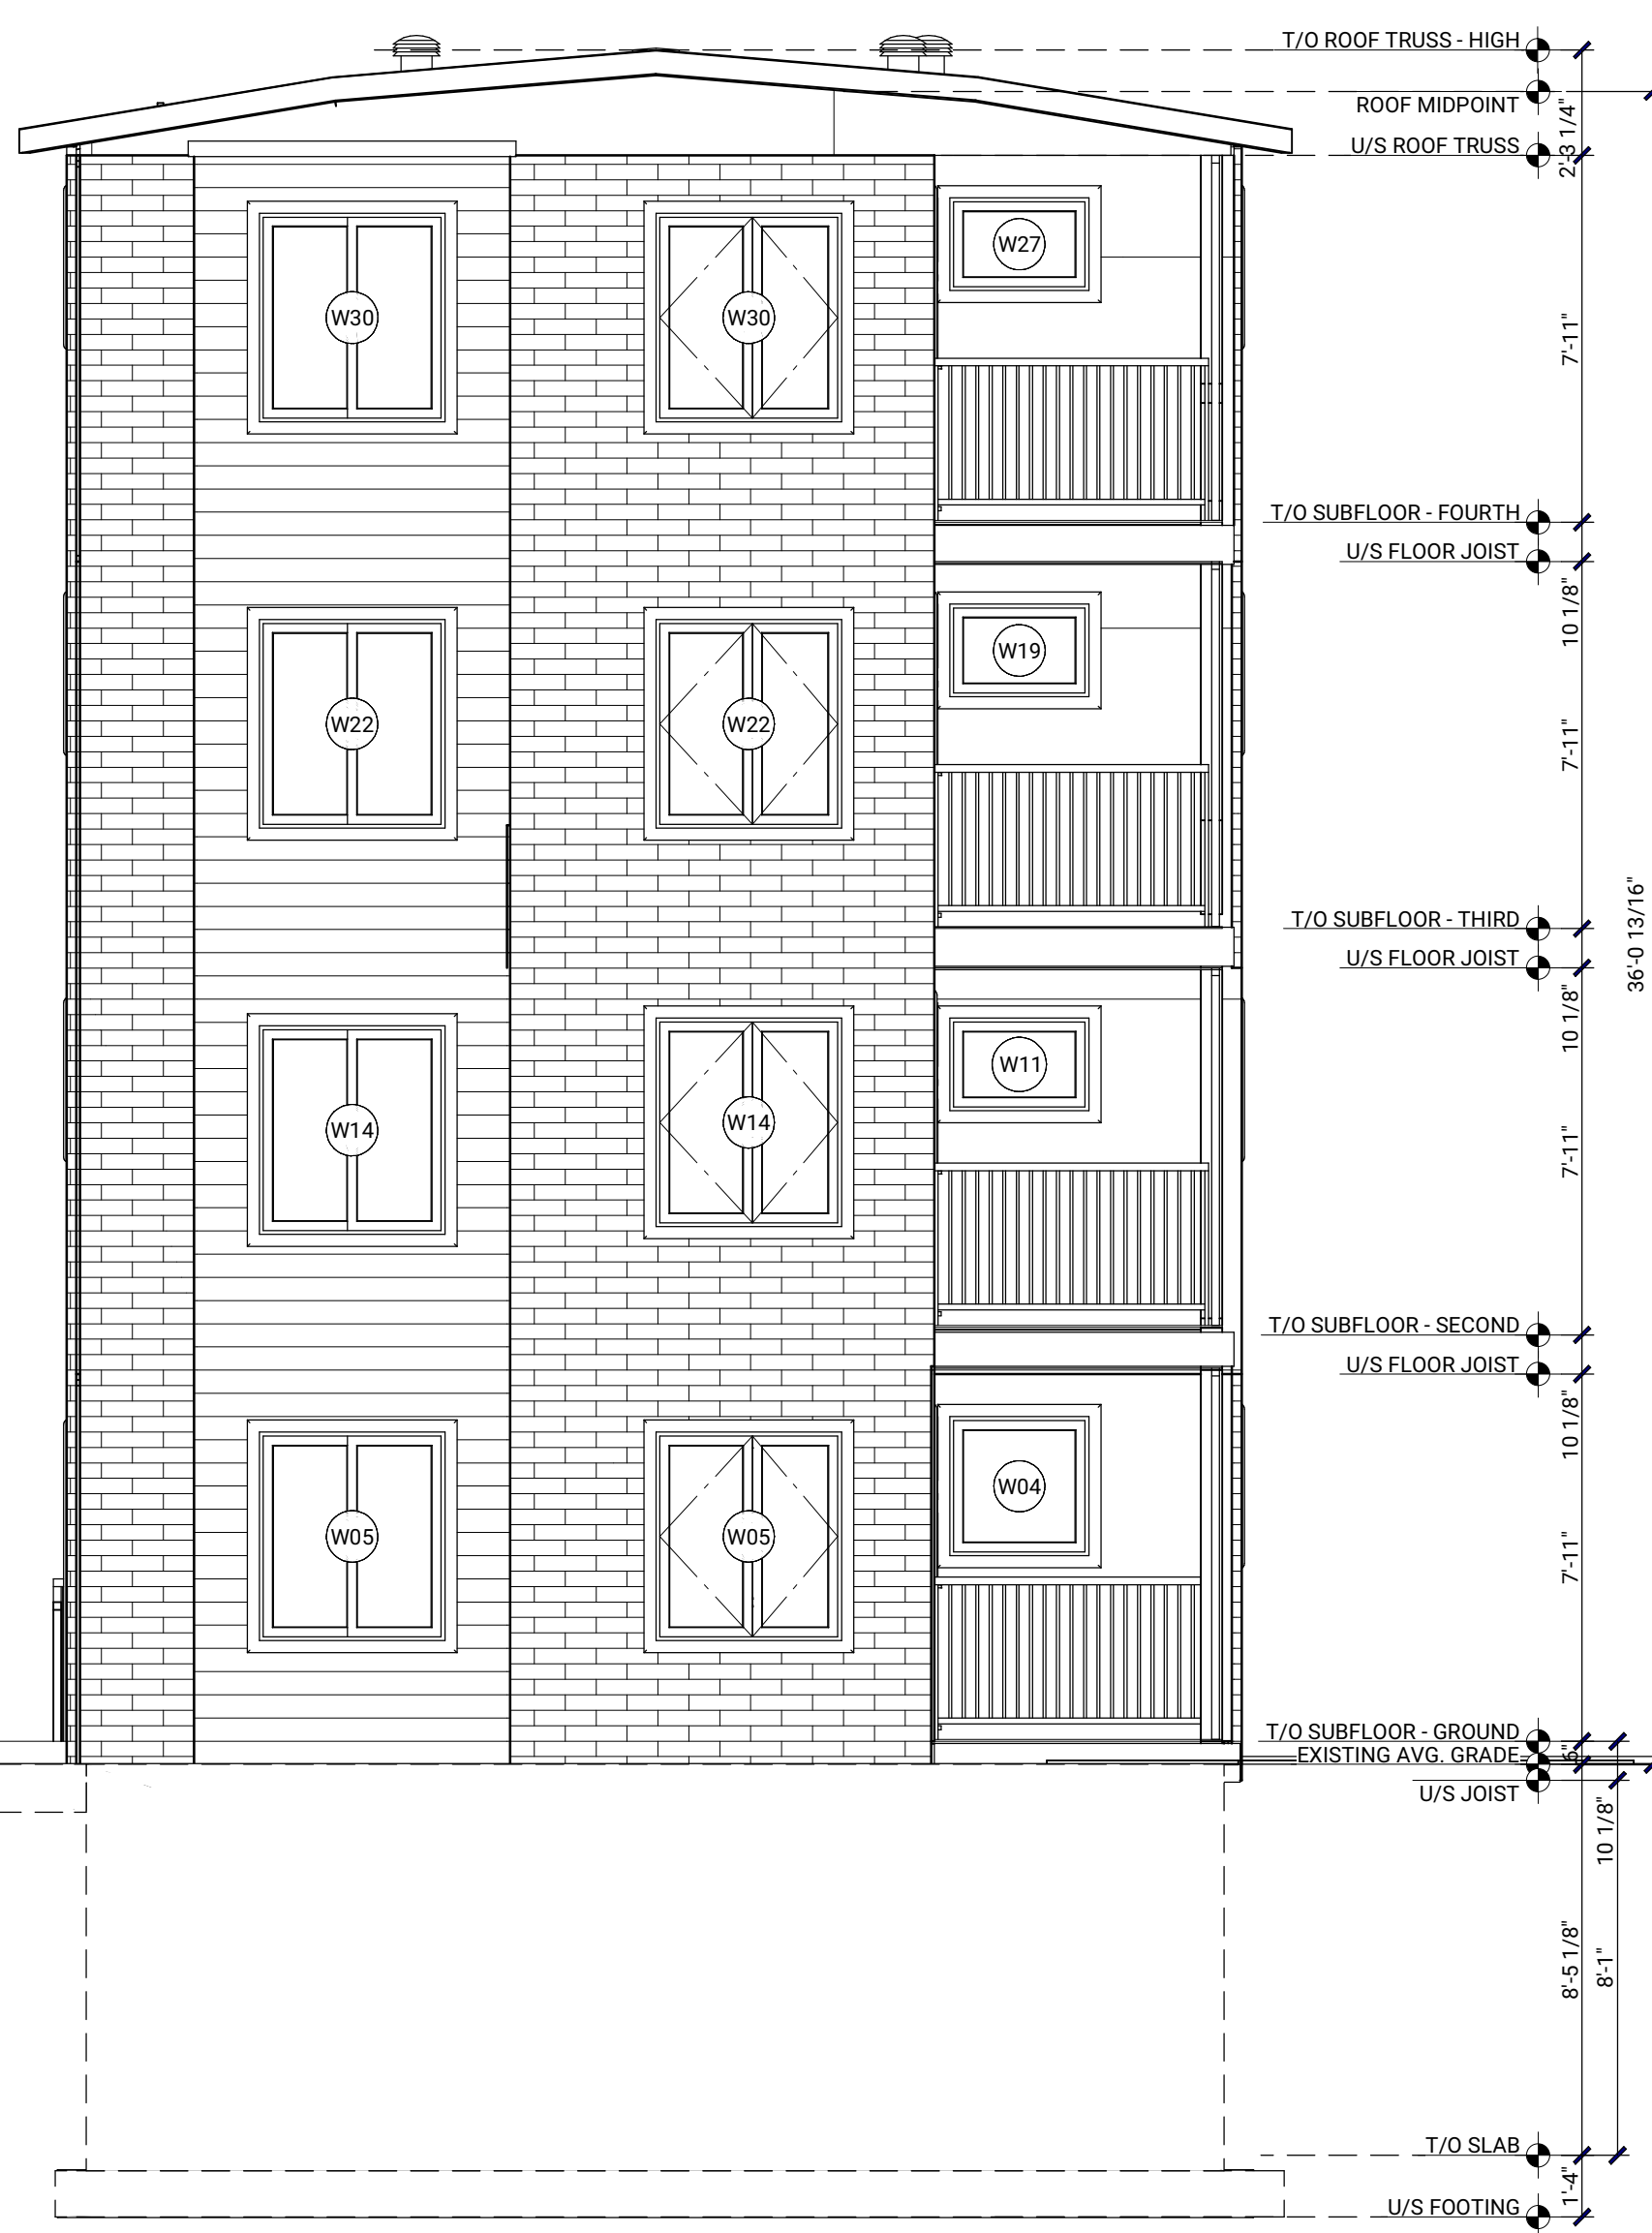 T/O ROOF TRUSS - HIGH
ROOF MIDPOINT
2'-3 1/4"
U/S ROOF TRUSS
W27
W30
W30
7'-11"
T/O SUBFLOOR - FOURTH
U/S FLOOR JOIST
10 1/8"
W19
W22
W22
7'-11"
36'-0 13/16"
T/O SUBFLOOR - THIRD
U/S FLOOR JOIST
10 1/8"
W11
W14
W14
7'-11"
T/O SUBFLOOR - SECOND
U/S FLOOR JOIST
10 1/8"
W04
W05
W05
7'-11"
T/O SUBFLOOR - GROUND
EXISTING AVG. GRADE
6"
U/S JOIST
10 1/8"
8'-5 1/8"
8'-1"
T/O SLAB
1'-4"
U/S FOOTING